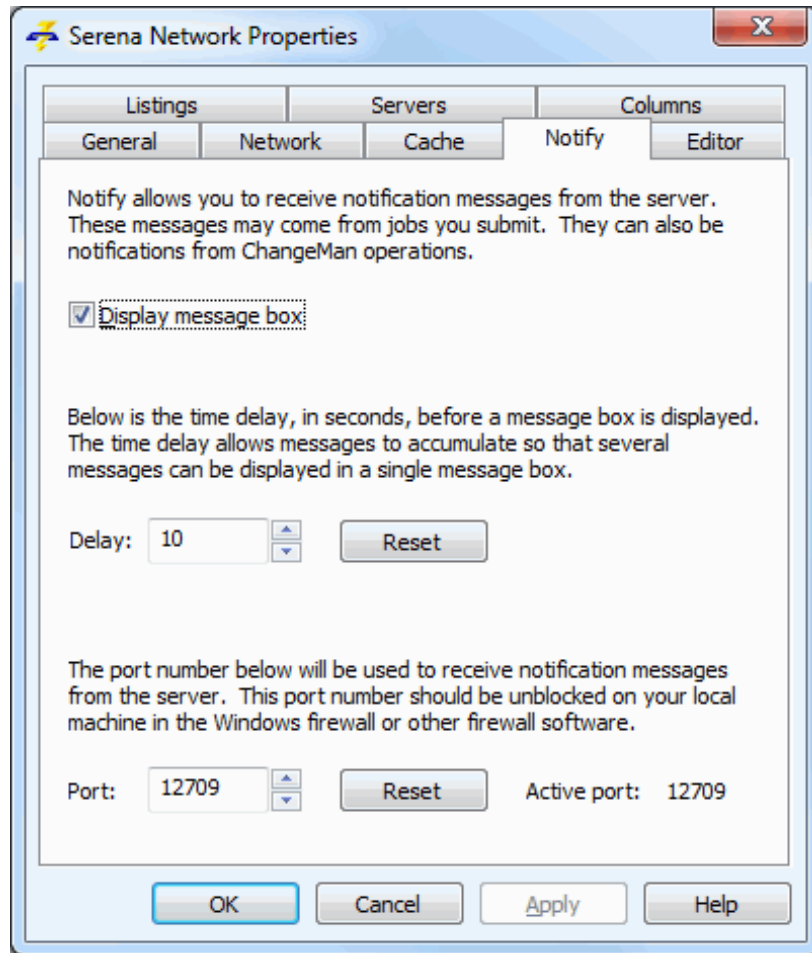 Serena Network Properties
Listings Servers Columns
General Network Cache Notify Editor
Notify allows you to receive notification messages from the server.
These messages may come from jobs you submit.  They can also be
notifications from ChangeMan operations.
Display message box
Below is the time delay, in seconds, before a message box is displayed.
The time delay allows messages to accumulate so that several
messages can be displayed in a single message box.
Delay: 10 Reset
The port number below will be used to receive notification messages
from the server.  This port number should be unblocked on your local
machine in the Windows firewall or other firewall software.
Port: 12709 Reset Active port: 12709
OK Cancel Apply Help